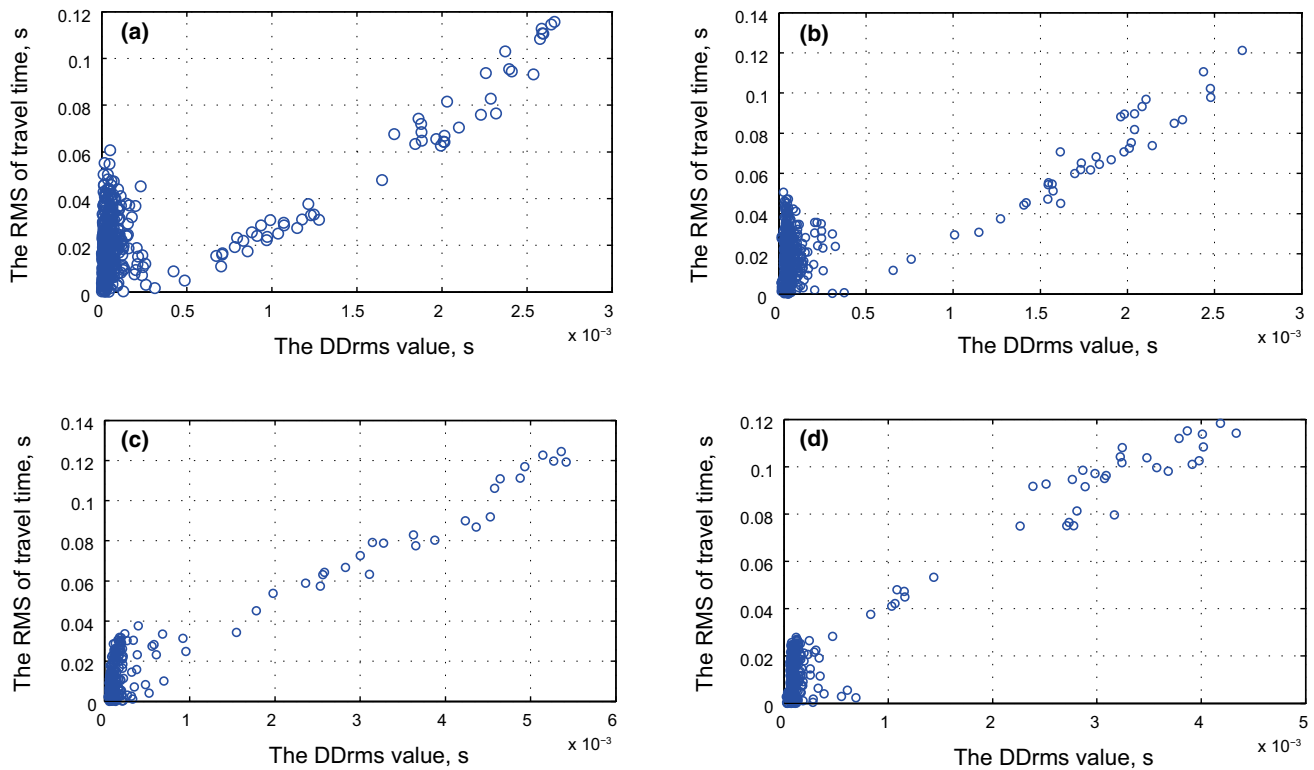 (a)
The RMS of travel time, s
0.12
0.1
0.08
0.06
0.04
0.02
0
0 0.5 1 1.5 2 2.5 3
x 10⁻³
The DDrms value, s
(b)
The RMS of travel time, s
0.14
0.12
0.1
0.08
0.06
0.04
0.02
0
0 0.5 1 1.5 2 2.5 3
x 10⁻³
The DDrms value, s
(c)
The RMS of travel time, s
0.14
0.12
0.1
0.08
0.06
0.04
0.02
0
0 1 2 3 4 5 6
x 10⁻³
The DDrms value, s
(d)
The RMS of travel time, s
0.12
0.1
0.08
0.06
0.04
0.02
0
0 1 2 3 4 5
x 10⁻³
The DDrms value, s